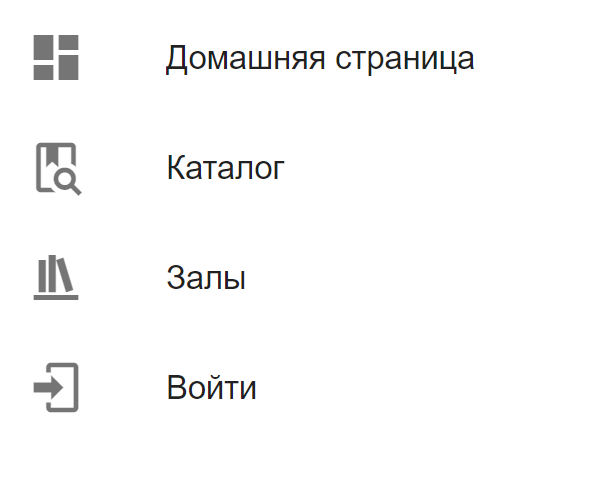 Домашняя страница
Каталог
Залы
Войти